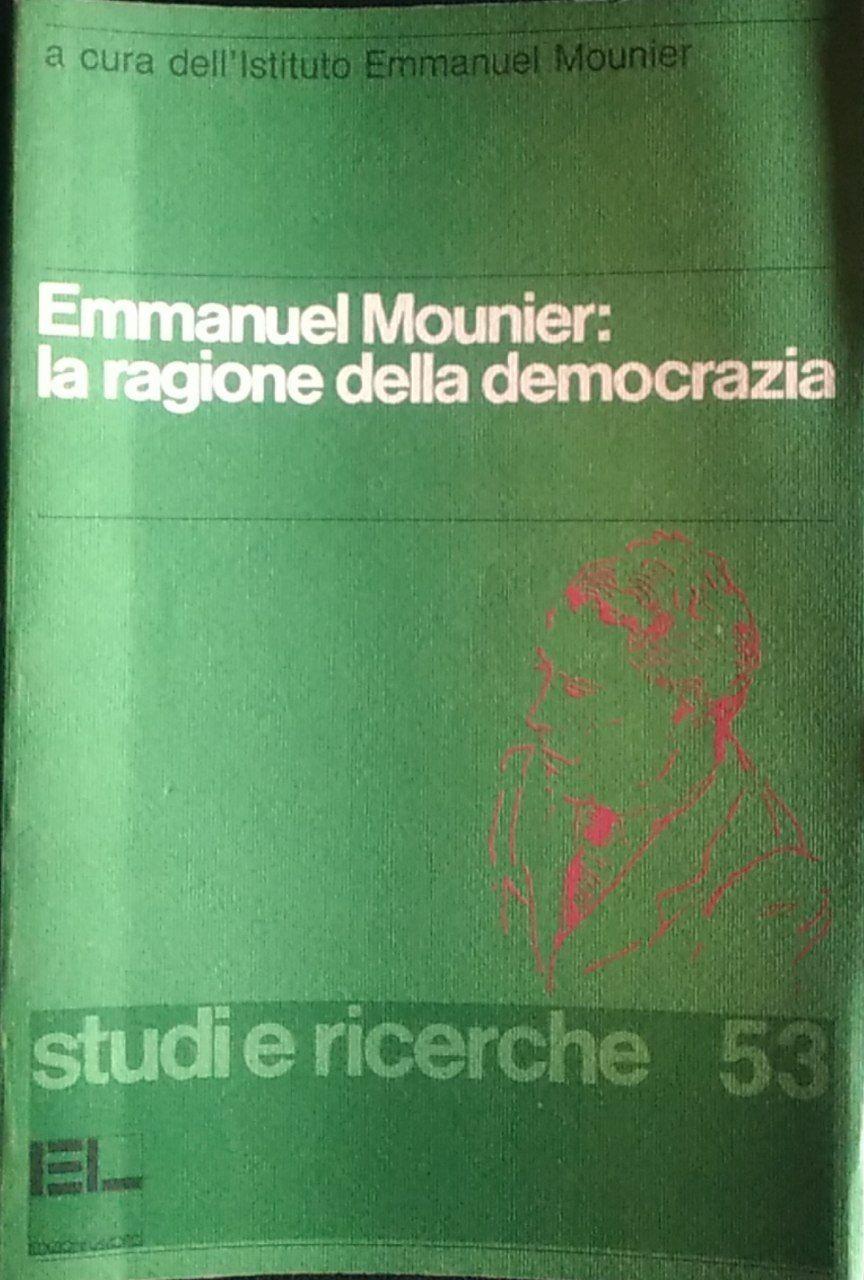 a cura dell'Istituto Emmanuel Mounier
Emmanuel Mounier:
la ragione della democrazia
studi e ricerche 53
EL